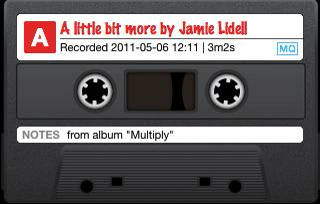 A
A little bit more by Jamie Lidell
Recorded 2011-05-06 12:11 | 3m2s
MQ
NOTES from album "Multiply"